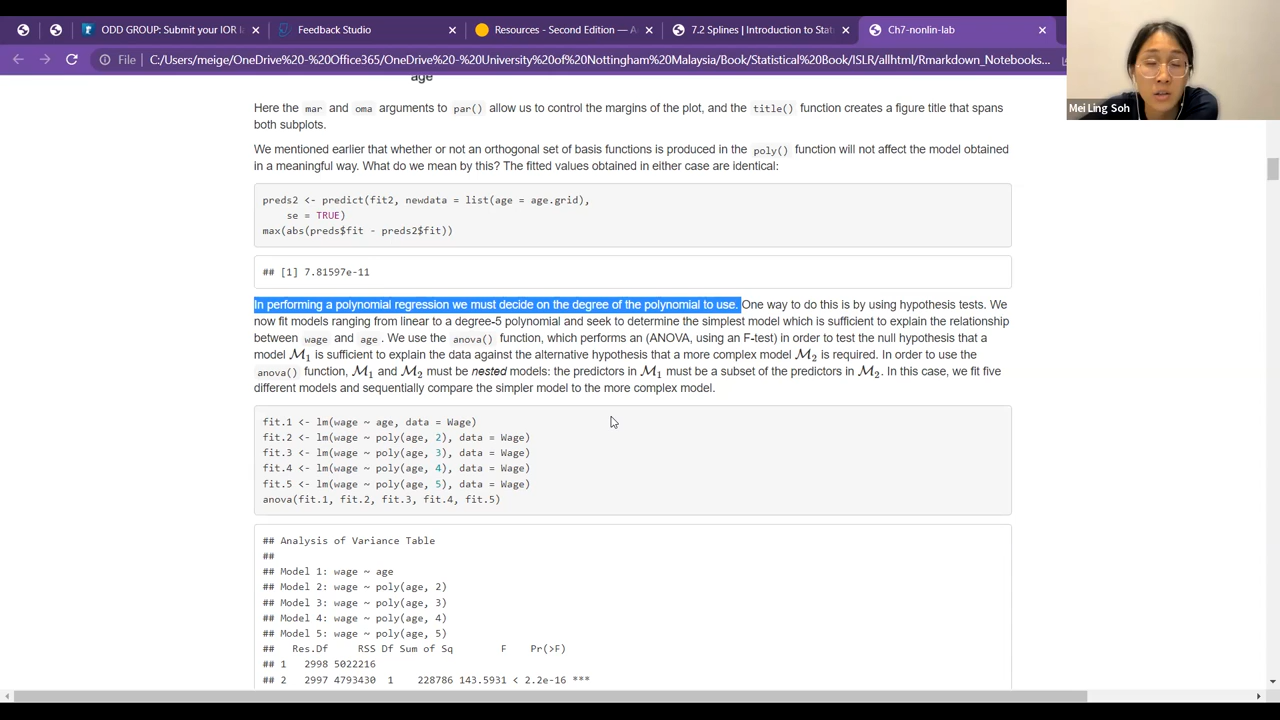 ODD GROUP: Submit your IOR l
Feedback Studio
Resources - Second Edition — A
7.2 Splines | Introduction to Stat
Ch7-nonlin-lab
File
C:/Users/meige/OneDrive%20-%20Office365/OneDrive%20-%20University%20of%20Nottingham%20Malaysia/Book/Statistical%20Book/ISLR/allhtml/Rmarkdown_Notebooks...
Mei Ling Soh
age
Here the mar and oma arguments to par() allow us to control the margins of the plot, and the title() function creates a figure title that spans
both subplots.
We mentioned earlier that whether or not an orthogonal set of basis functions is produced in the poly() function will not affect the model obtained
in a meaningful way. What do we mean by this? The fitted values obtained in either case are identical:
preds2 <- predict(fit2, newdata = list(age = age.grid),
se = TRUE)
max(abs(preds$fit - preds2$fit))
## [1] 7.81597e-11
In performing a polynomial regression we must decide on the degree of the polynomial to use. One way to do this is by using hypothesis tests. We
now fit models ranging from linear to a degree-5 polynomial and seek to determine the simplest model which is sufficient to explain the relationship
between wage and age . We use the anova() function, which performs an (ANOVA, using an F-test) in order to test the null hypothesis that a
model M₁ is sufficient to explain the data against the alternative hypothesis that a more complex model M₂ is required. In order to use the
anova() function, M₁ and M₂ must be nested models: the predictors in M₁ must be a subset of the predictors in M₂. In this case, we fit five
different models and sequentially compare the simpler model to the more complex model.
fit.1 <- lm(wage ~ age, data = Wage)
fit.2 <- lm(wage ~ poly(age, 2), data = Wage)
fit.3 <- lm(wage ~ poly(age, 3), data = Wage)
fit.4 <- lm(wage ~ poly(age, 4), data = Wage)
fit.5 <- lm(wage ~ poly(age, 5), data = Wage)
anova(fit.1, fit.2, fit.3, fit.4, fit.5)
## Analysis of Variance Table
##
## Model 1: wage ~ age
## Model 2: wage ~ poly(age, 2)
## Model 3: wage ~ poly(age, 3)
## Model 4: wage ~ poly(age, 4)
## Model 5: wage ~ poly(age, 5)
## Res.Df RSS Df Sum of Sq F Pr(>F)
## 1 2998 5022216
## 2 2997 4793430 1 228786 143.5931 < 2.2e-16 ***